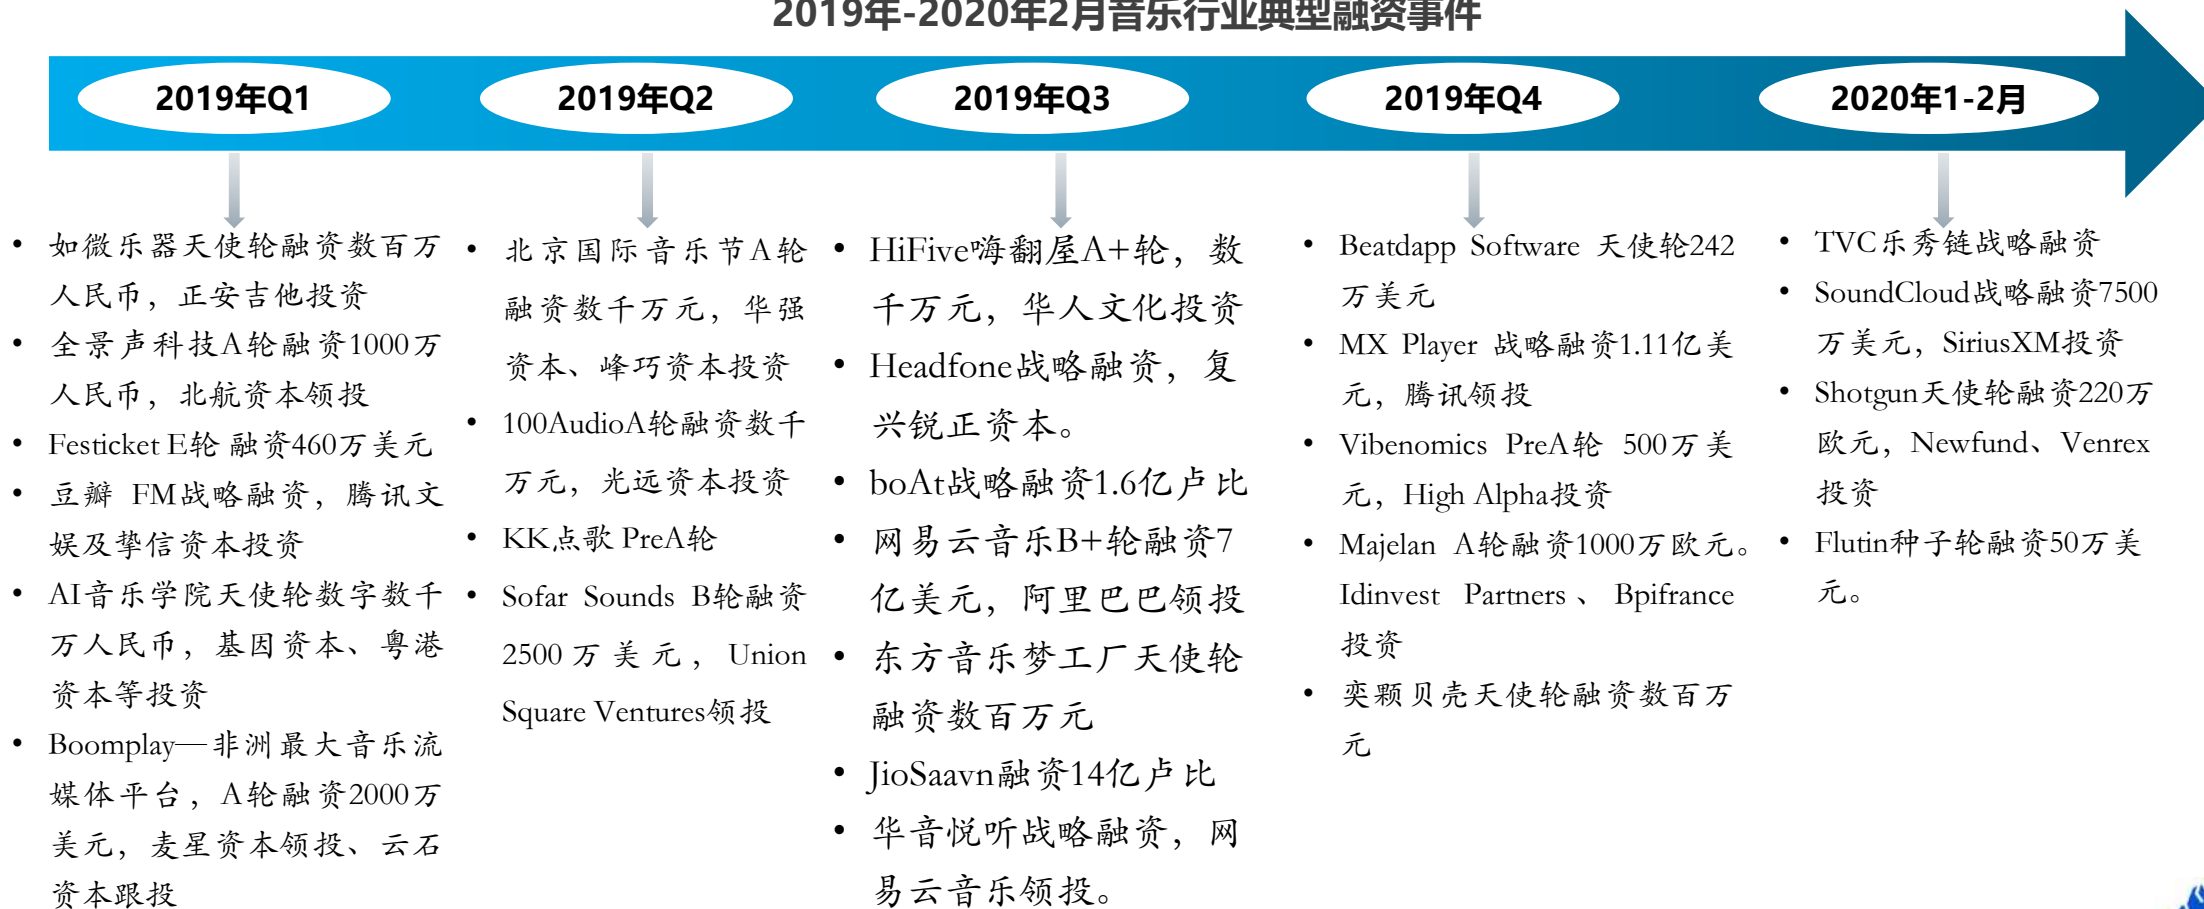 2019年-2020年2月音乐行业典型融资事件
2019年Q1
2019年Q2
2019年Q3
2019年Q4
2020年1-2月
• 如微乐器天使轮融资数百万
人民币，正安吉他投资
• 全景声科技A轮融资1000万
人民币，北航资本领投
• Festicket E轮 融资460万美元
• 豆瓣 FM战略融资，腾讯文
娱及挚信资本投资
• AI音乐学院天使轮数字数千
万人民币，基因资本、粤港
资本等投资
• Boomplay—非洲最大音乐流
媒体平台，A轮融资2000万
美元，麦星资本领投、云石
资本跟投
• 北京国际音乐节A轮
融资数千万元，华强
资本、峰巧资本投资
• 100AudioA轮融资数千
万元，光远资本投资
• KK点歌 PreA轮
• Sofar Sounds B轮融资
2500万美元，Union
Square Ventures领投
• HiFive嗨翻屋A+轮，数
千万元，华人文化投资
• Headfone战略融资，复
兴锐正资本。
• boAt战略融资1.6亿卢比
• 网易云音乐B+轮融资7
亿美元，阿里巴巴领投
• 东方音乐梦工厂天使轮
融资数百万元
• JioSaavn融资14亿卢比
• 华音悦听战略融资，网
易云音乐领投。
• Beatdapp Software 天使轮242
万美元
• MX Player 战略融资1.11亿美
元，腾讯领投
• Vibenomics PreA轮 500万美
元，High Alpha投资
• Majelan A轮融资1000万欧元。
Idinvest Partners、Bpifrance
投资
• 奕颗贝壳天使轮融资数百万
元
• TVC乐秀链战略融资
• SoundCloud战略融资7500
万美元，SiriusXM投资
• Shotgun天使轮融资220万
欧元，Newfund、Venrex
投资
• Flutin种子轮融资50万美
元。